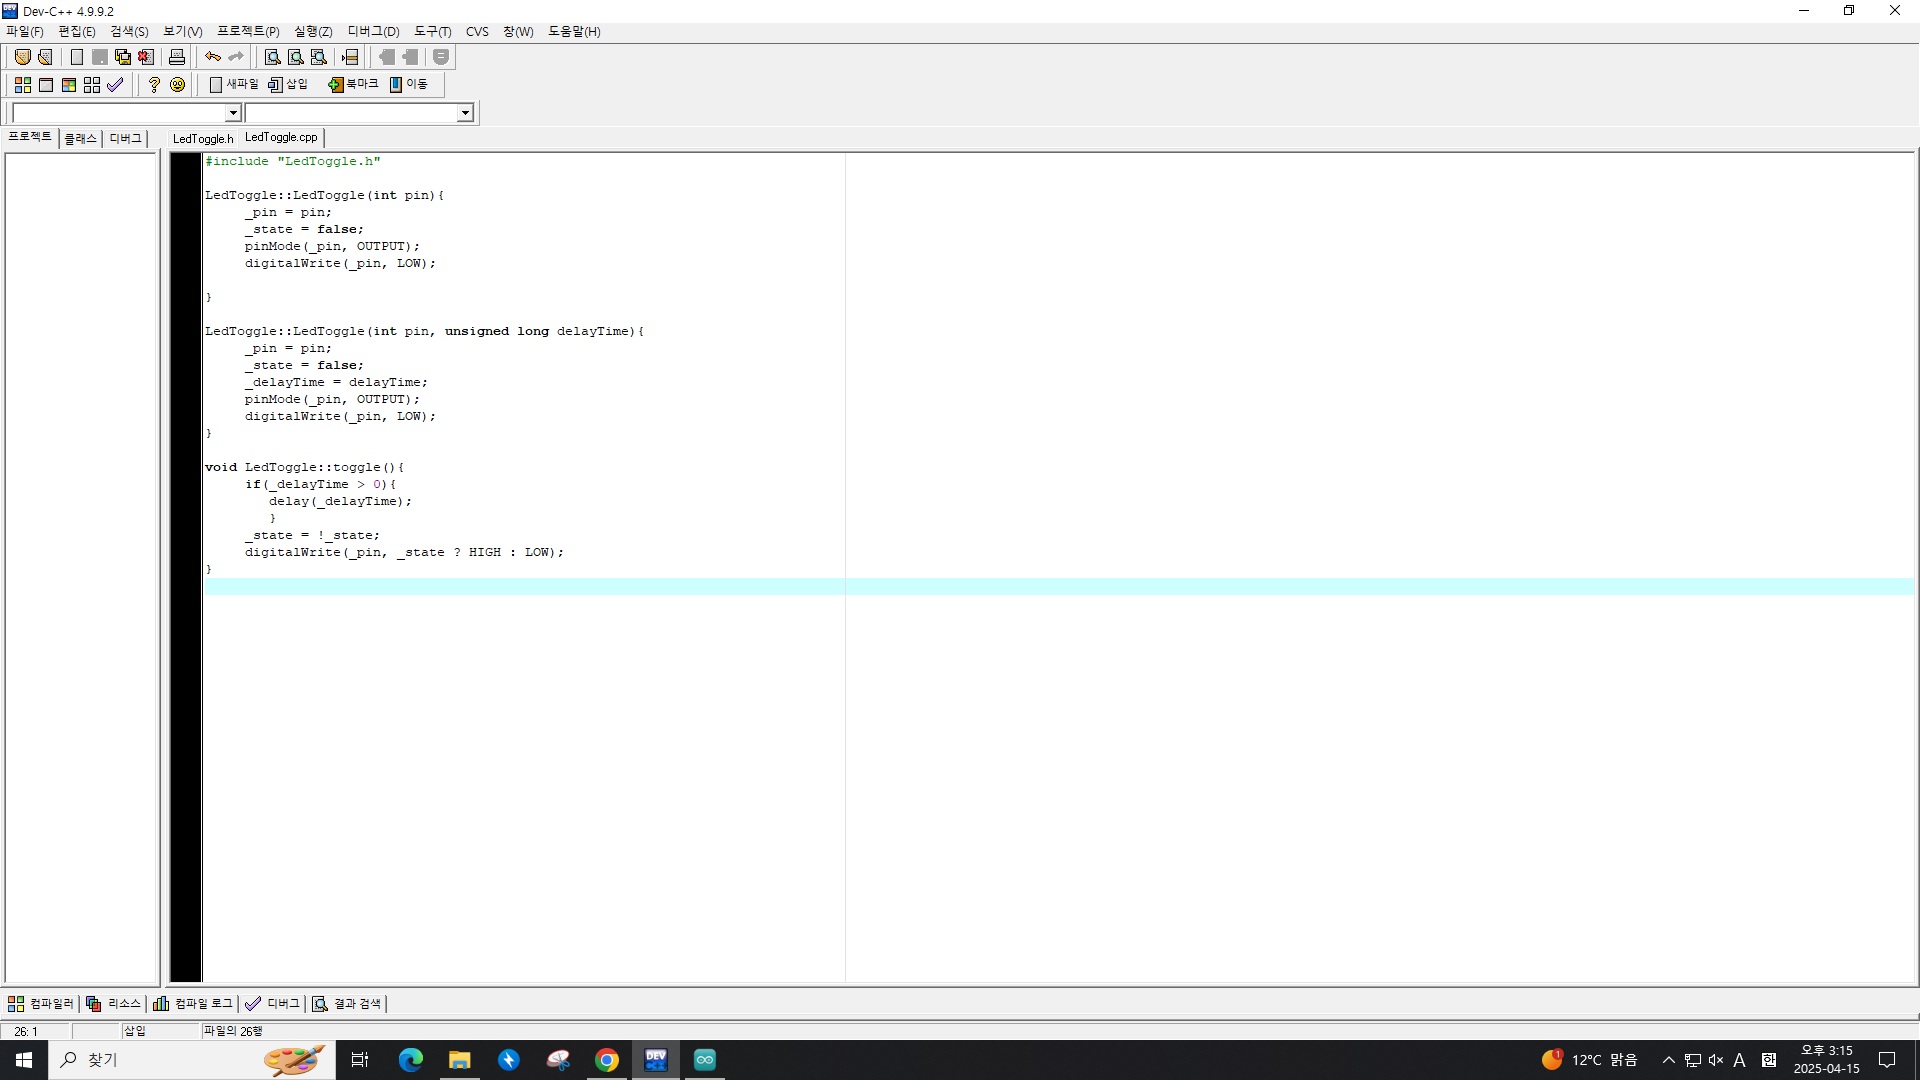 Dev-C++ 4.9.9.2
파일(F) 편집(E) 검색(S) 보기(V) 프로젝트(P) 실행(Z) 디버그(D) 도구(T) CVS 창(W) 도움말(H)
새파일 삽입 북마크 이동
프로젝트 클래스 디버그 LedToggle.h LedToggle.cpp
#include "LedToggle.h"
LedToggle::LedToggle(int pin){
_pin = pin;
_state = false;
pinMode(_pin, OUTPUT);
digitalWrite(_pin, LOW);
}
LedToggle::LedToggle(int pin, unsigned long delayTime){
_pin = pin;
_state = false;
_delayTime = delayTime;
pinMode(_pin, OUTPUT);
digitalWrite(_pin, LOW);
}
void LedToggle::toggle(){
if(_delayTime > 0){
delay(_delayTime);
}
_state = !_state;
digitalWrite(_pin, _state ? HIGH : LOW);
}
컴파일러 리소스 컴파일 로그 디버그 결과 검색
26: 1 삽입 파일의 26행
찾기 DEV 1 12°C 맑음 A 한 오후 3:15
2025-04-15